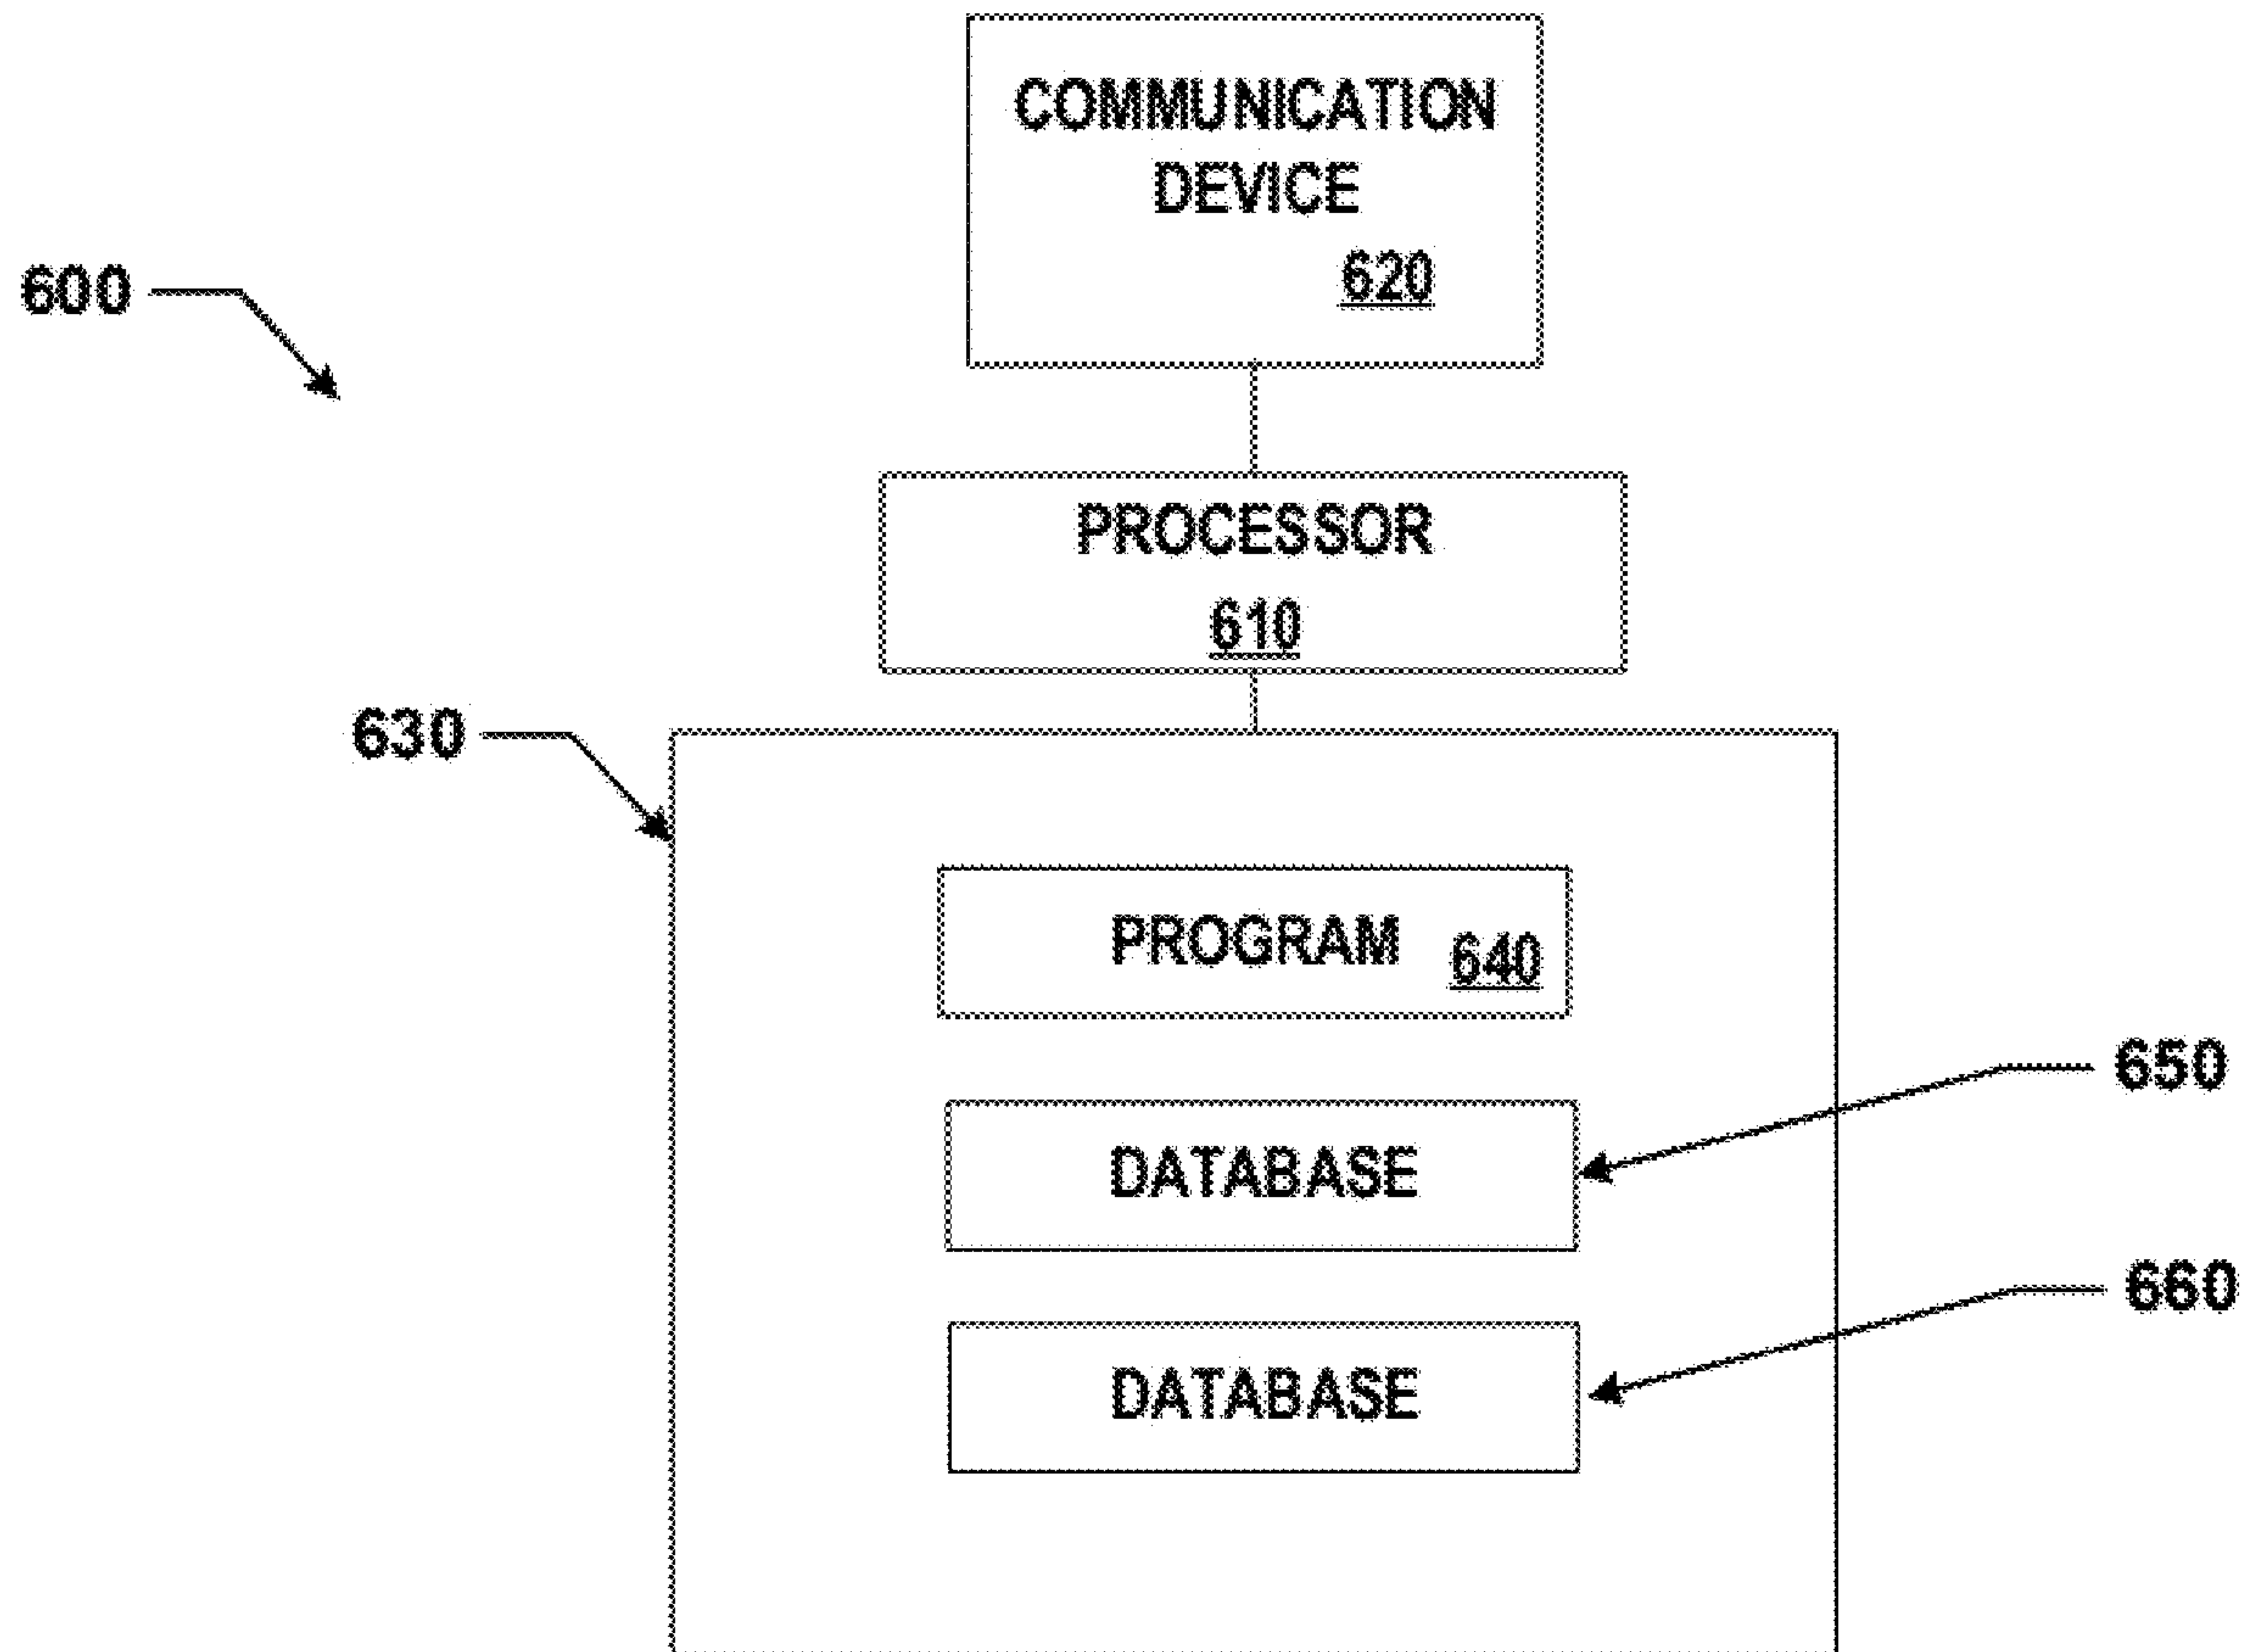 COMMUNICATION
DEVICE
620
600
PROCESSOR
610
630
PROGRAM 640
650
DATABASE
660
DATABASE